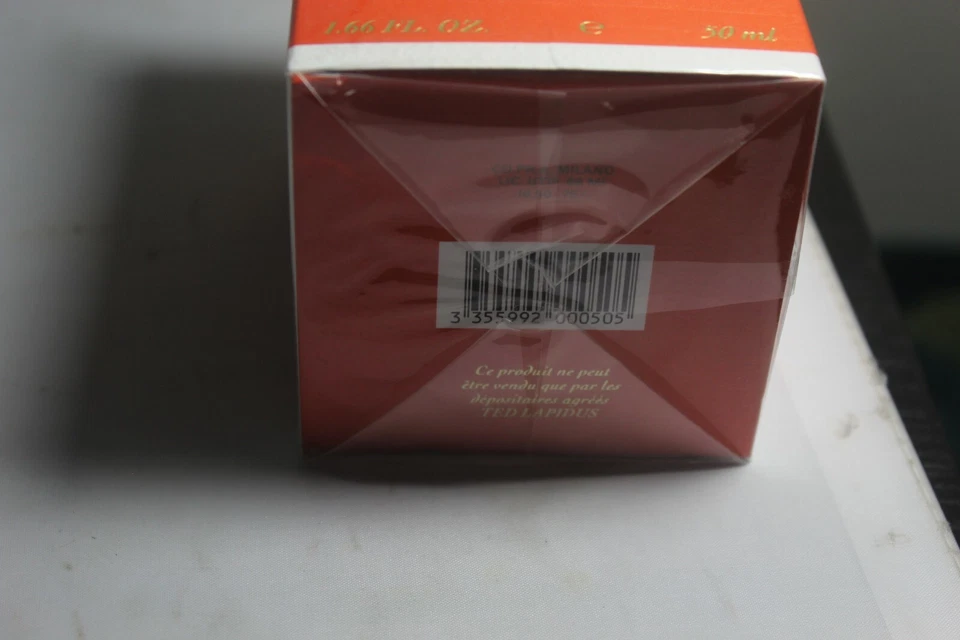 1.66 FL. OZ. e 50 ml
MILANO
3 355992 000505
Ce produit ne peut
être vendu que par les
dépositaires agréés
TED LAPIDUS